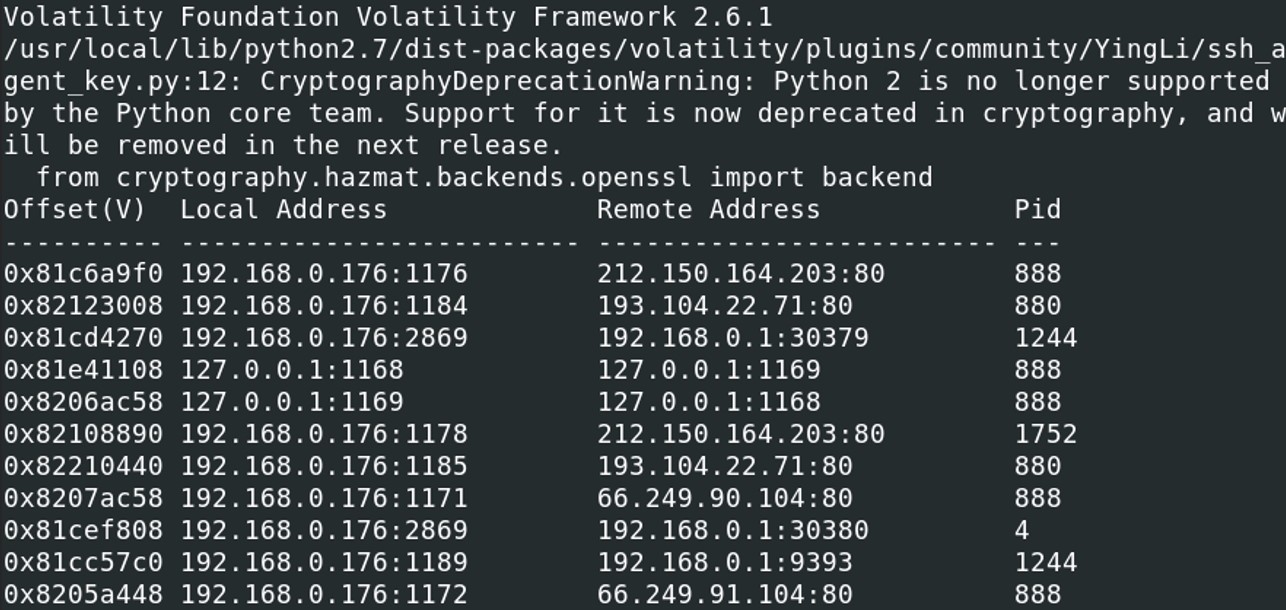 Volatility Foundation Volatility Framework 2.6.1
/usr/local/lib/python2.7/dist-packages/volatility/plugins/community/YingLi/ssh_a
gent_key.py:12: CryptographyDeprecationWarning: Python 2 is no longer supported
by the Python core team. Support for it is now deprecated in cryptography, and w
ill be removed in the next release.
  from cryptography.hazmat.backends.openssl import backend
Offset(V)  Local Address             Remote Address            Pid
---------- ------------------------- ------------------------- ---
0x81c6a9f0 192.168.0.176:1176        212.150.164.203:80        888
0x82123008 192.168.0.176:1184        193.104.22.71:80          880
0x81cd4270 192.168.0.176:2869        192.168.0.1:30379         1244
0x81e41108 127.0.0.1:1168            127.0.0.1:1169            888
0x8206ac58 127.0.0.1:1169            127.0.0.1:1168            888
0x82108890 192.168.0.176:1178        212.150.164.203:80        1752
0x82210440 192.168.0.176:1185        193.104.22.71:80          880
0x8207ac58 192.168.0.176:1171        66.249.90.104:80          888
0x81cef808 192.168.0.176:2869        192.168.0.1:30380         4
0x81cc57c0 192.168.0.176:1189        192.168.0.1:9393          1244
0x8205a448 192.168.0.176:1172        66.249.91.104:80          888